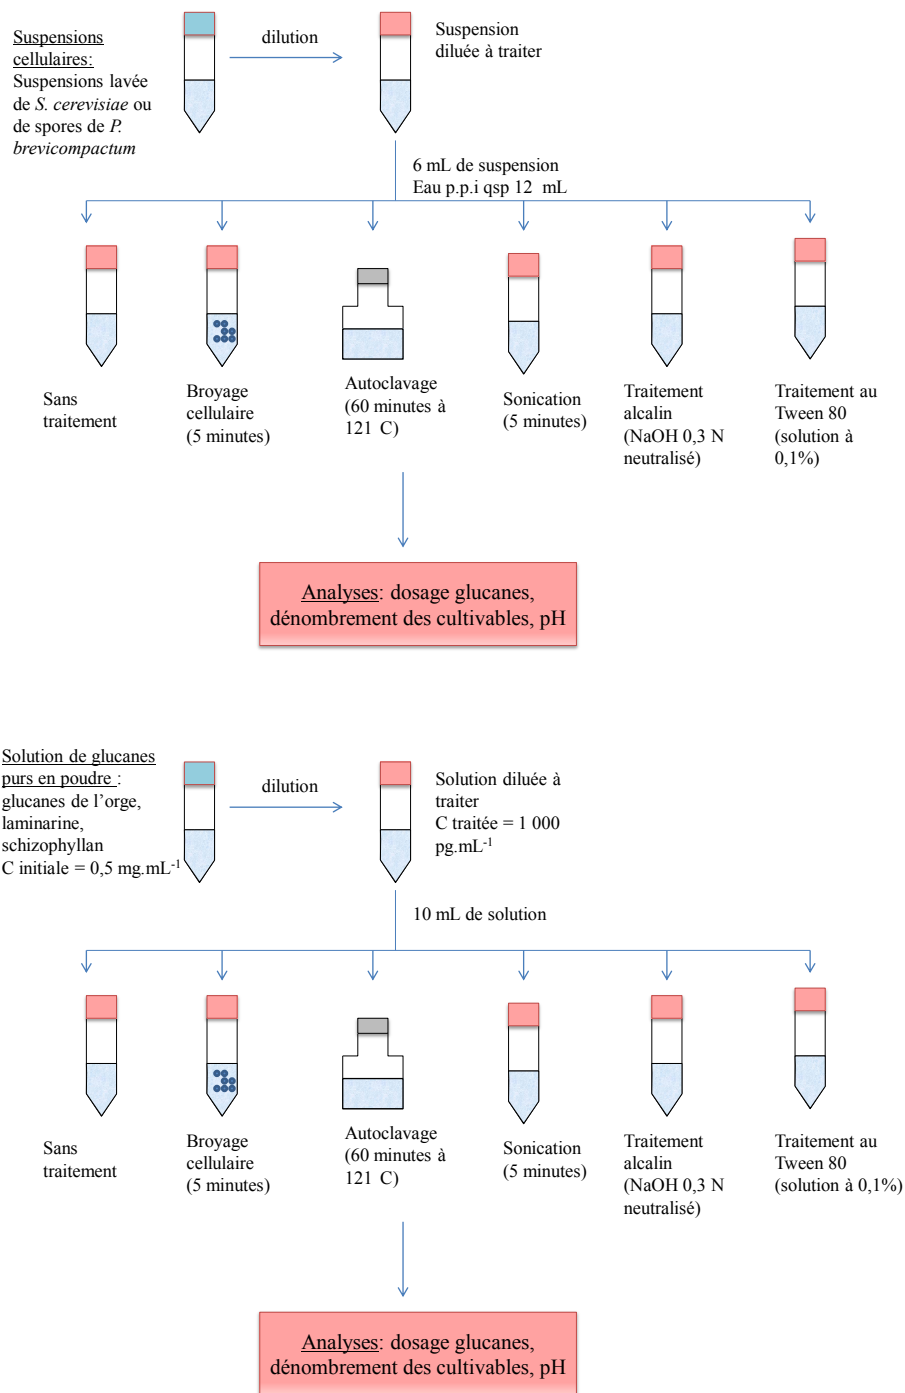 Suspensions
cellulaires:
Suspensions lavée
de S. cerevisiae ou
de spores de P.
brevicompactum
dilution
Suspension
diluée à traiter
6 mL de suspension
Eau p.p.i qsp 12 mL
Sans
traitement
Broyage
cellulaire
(5 minutes)
Autoclavage
(60 minutes à
121 C)
Sonication
(5 minutes)
Traitement
alcalin
(NaOH 0,3 N
neutralisé)
Traitement au
Tween 80
(solution à
0,1%)
Analyses: dosage glucanes,
dénombrement des cultivables, pH
Solution de glucanes
purs en poudre :
glucanes de l’orge,
laminarine,
schizophyllan
C initiale = 0,5 mg.mL-1
dilution
Solution diluée à
traiter
C traitée = 1 000
pg.mL-1
10 mL de solution
Sans
traitement
Broyage
cellulaire
(5 minutes)
Autoclavage
(60 minutes à
121 C)
Sonication
(5 minutes)
Traitement
alcalin
(NaOH 0,3 N
neutralisé)
Traitement au
Tween 80
(solution à 0,1%)
Analyses: dosage glucanes,
dénombrement des cultivables, pH